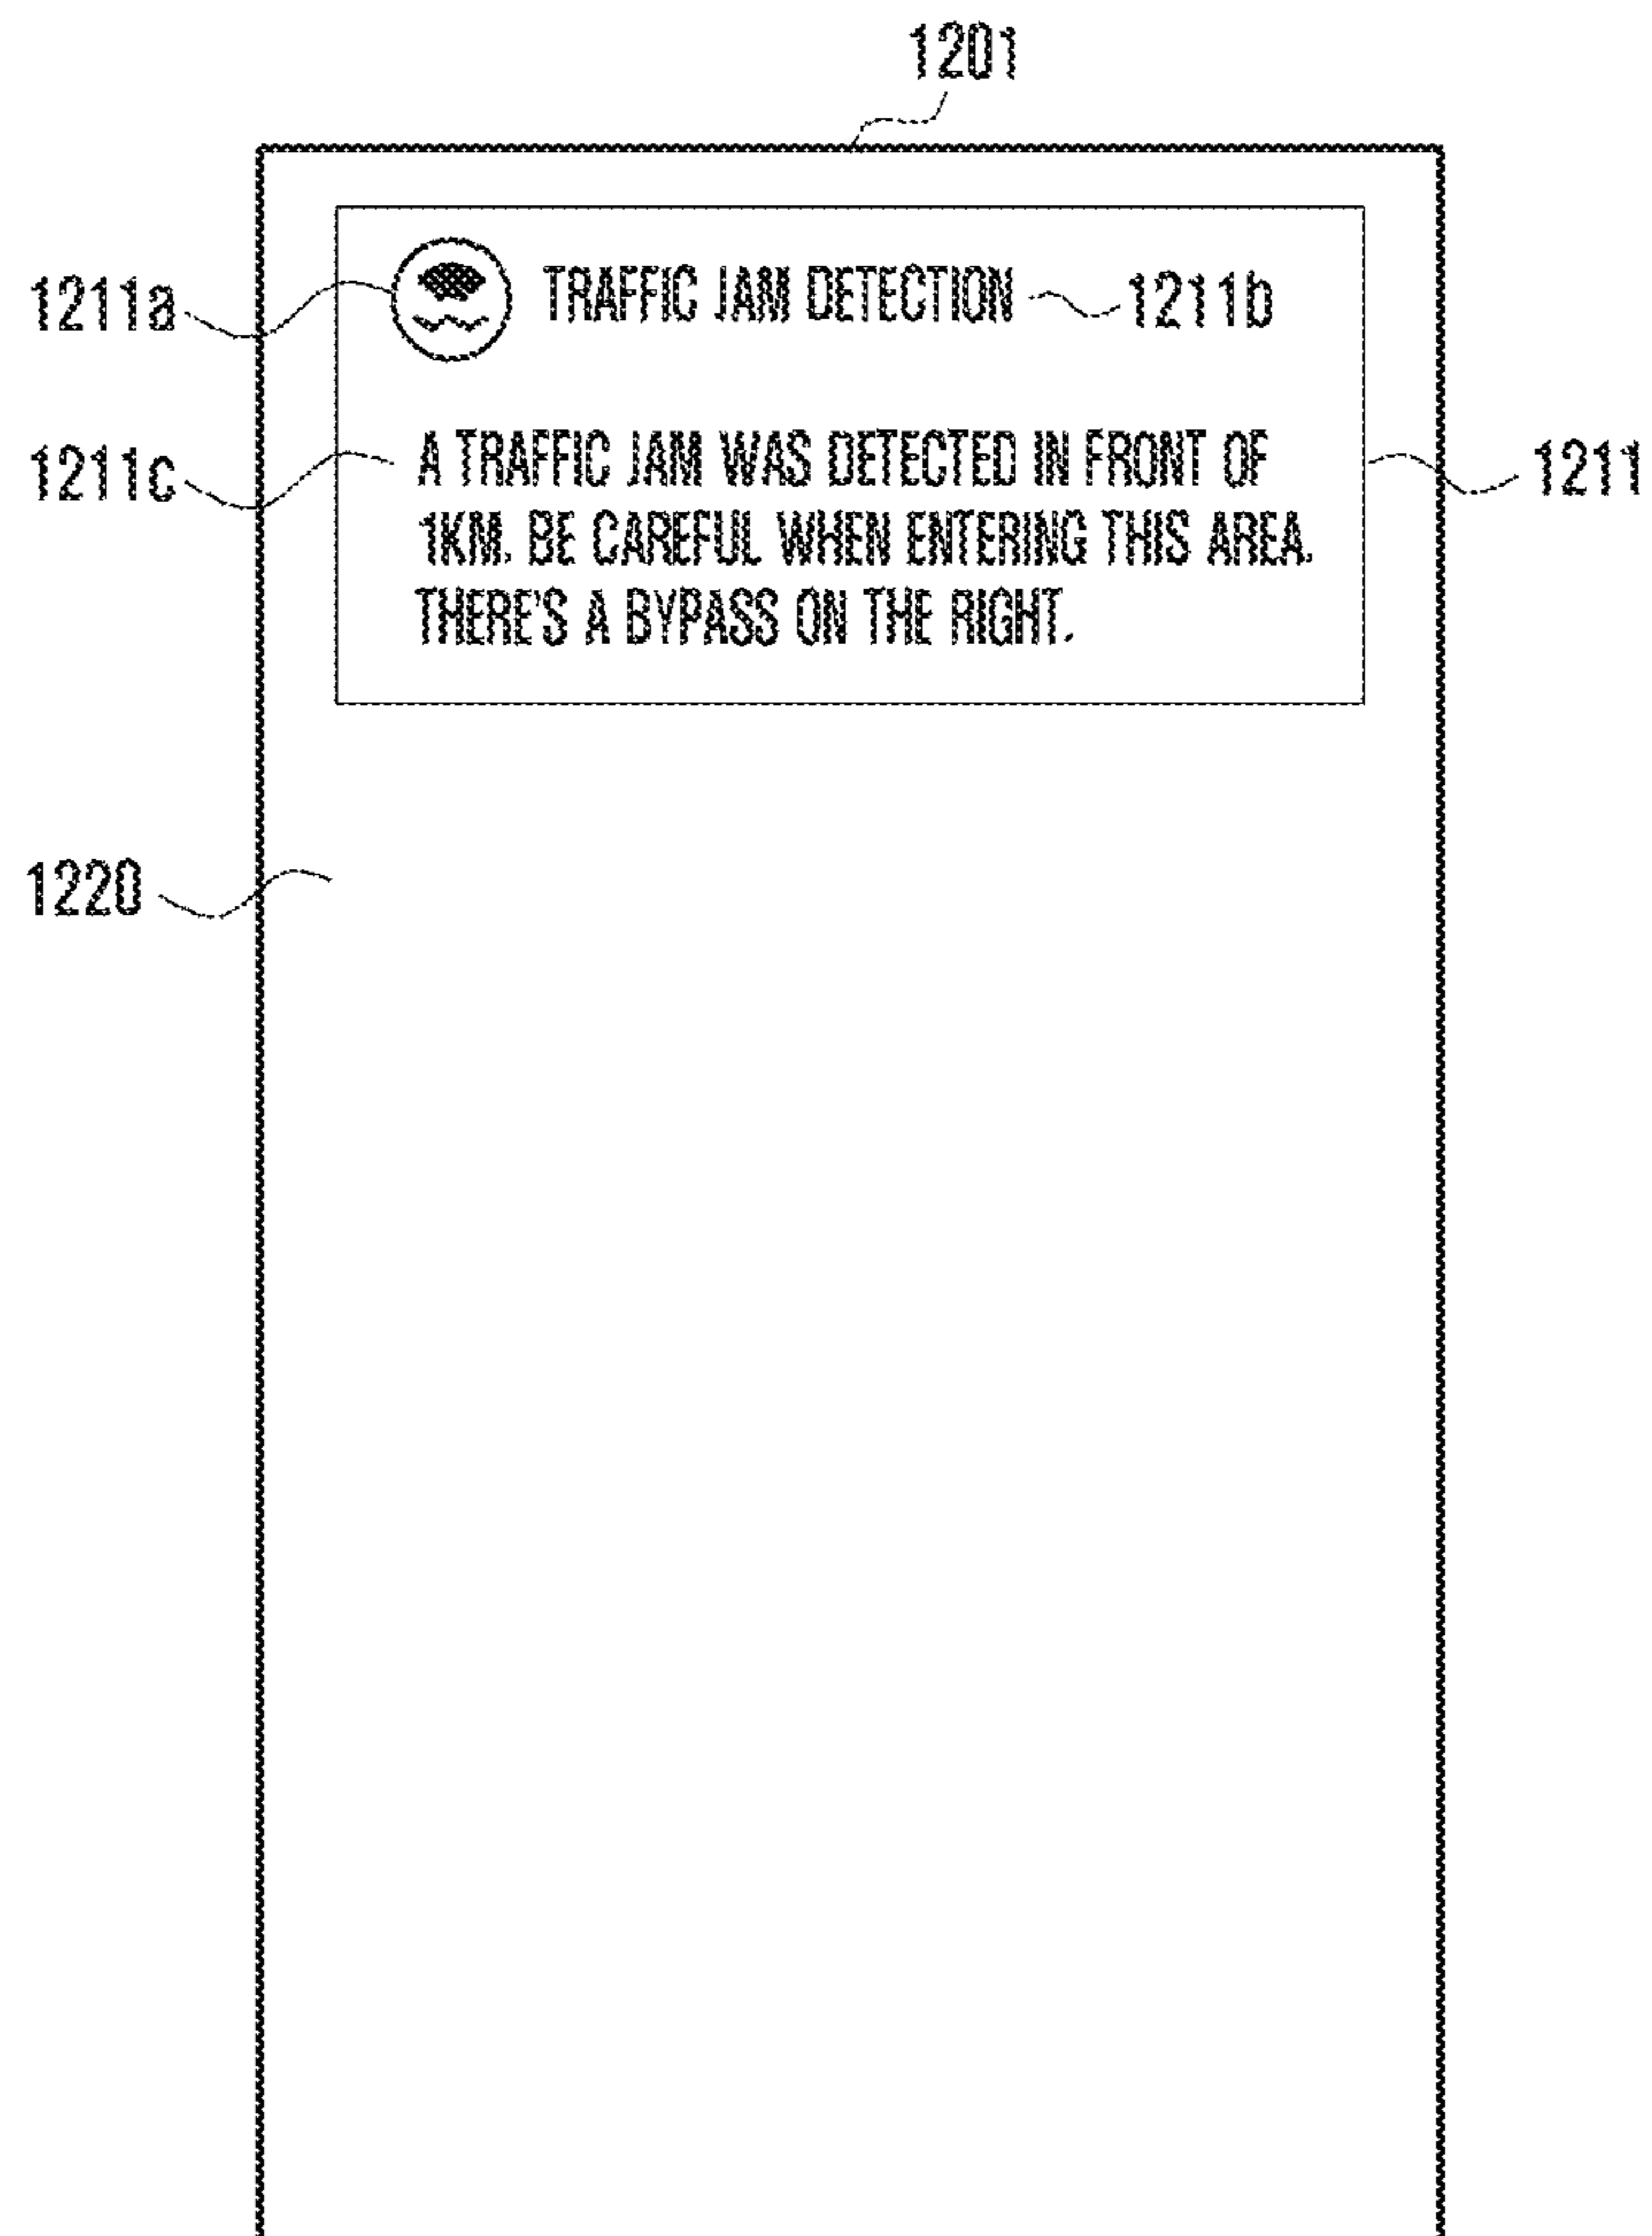 1201
1211a
TRAFFIC JAM DETECTION
1211b
1211c
A TRAFFIC JAM WAS DETECTED IN FRONT OF
1KM. BE CAREFUL WHEN ENTERING THIS AREA.
THERE'S A BYPASS ON THE RIGHT.
1211
1220